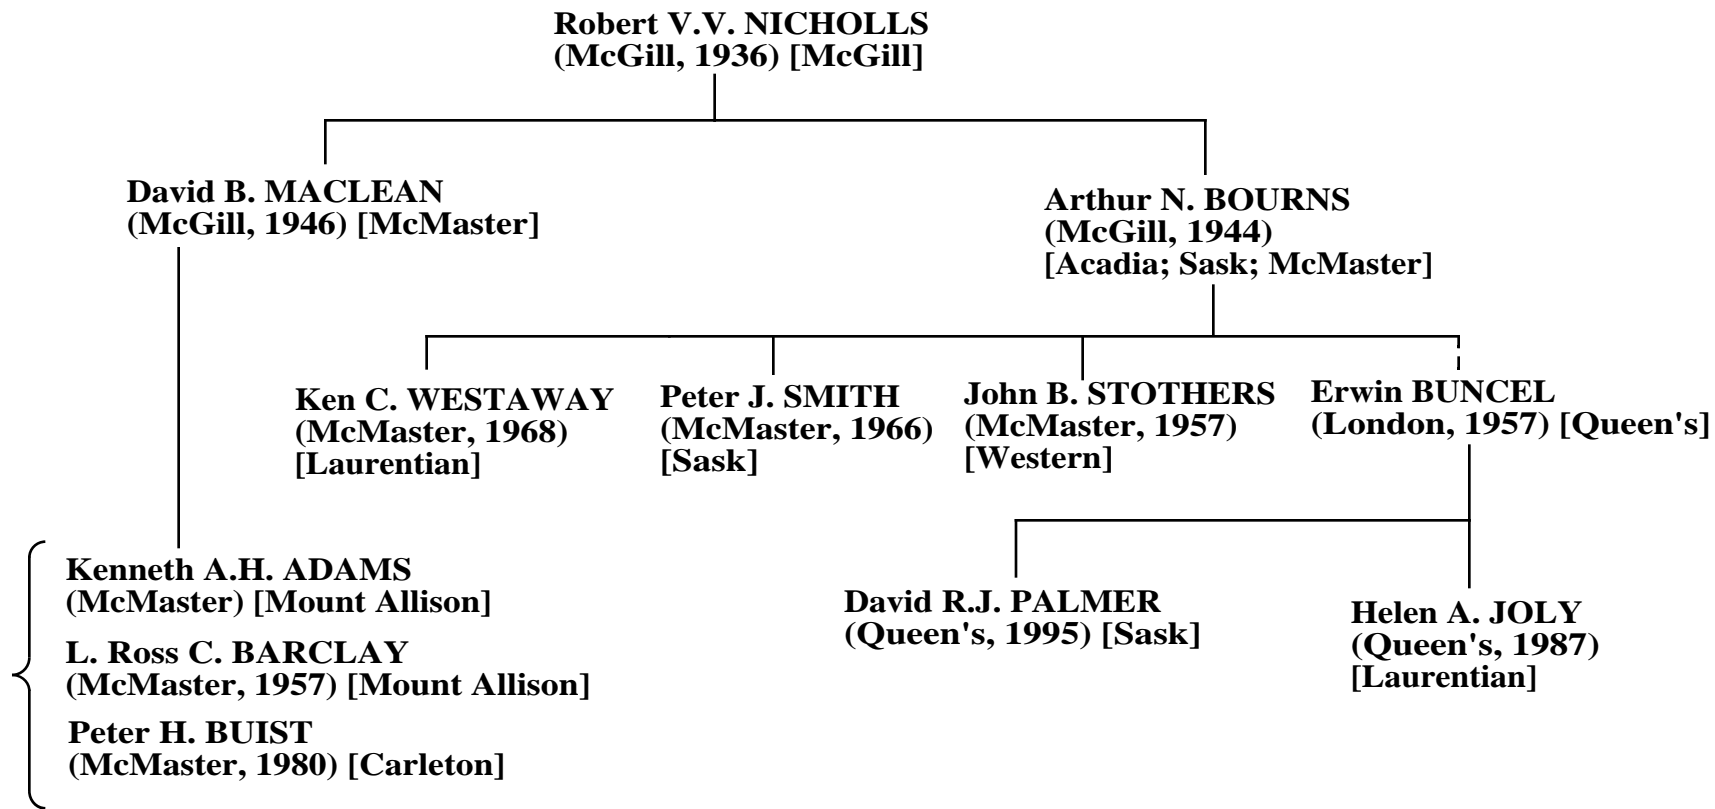 Robert V.V. NICHOLLS
(McGill, 1936) [McGill]
David B. MACLEAN
(McGill, 1946) [McMaster]
Arthur N. BOURNS
(McGill, 1944)
[Acadia; Sask; McMaster]
Ken C. WESTAWAY
(McMaster, 1968)
[Laurentian]
Peter J. SMITH
(McMaster, 1966)
[Sask]
John B. STOTHERS
(McMaster, 1957)
[Western]
Erwin BUNCEL
(London, 1957) [Queen's]
Kenneth A.H. ADAMS
(McMaster) [Mount Allison]
L. Ross C. BARCLAY
(McMaster, 1957) [Mount Allison]
Peter H. BUIST
(McMaster, 1980) [Carleton]
David R.J. PALMER
(Queen's, 1995) [Sask]
Helen A. JOLY
(Queen's, 1987)
[Laurentian]